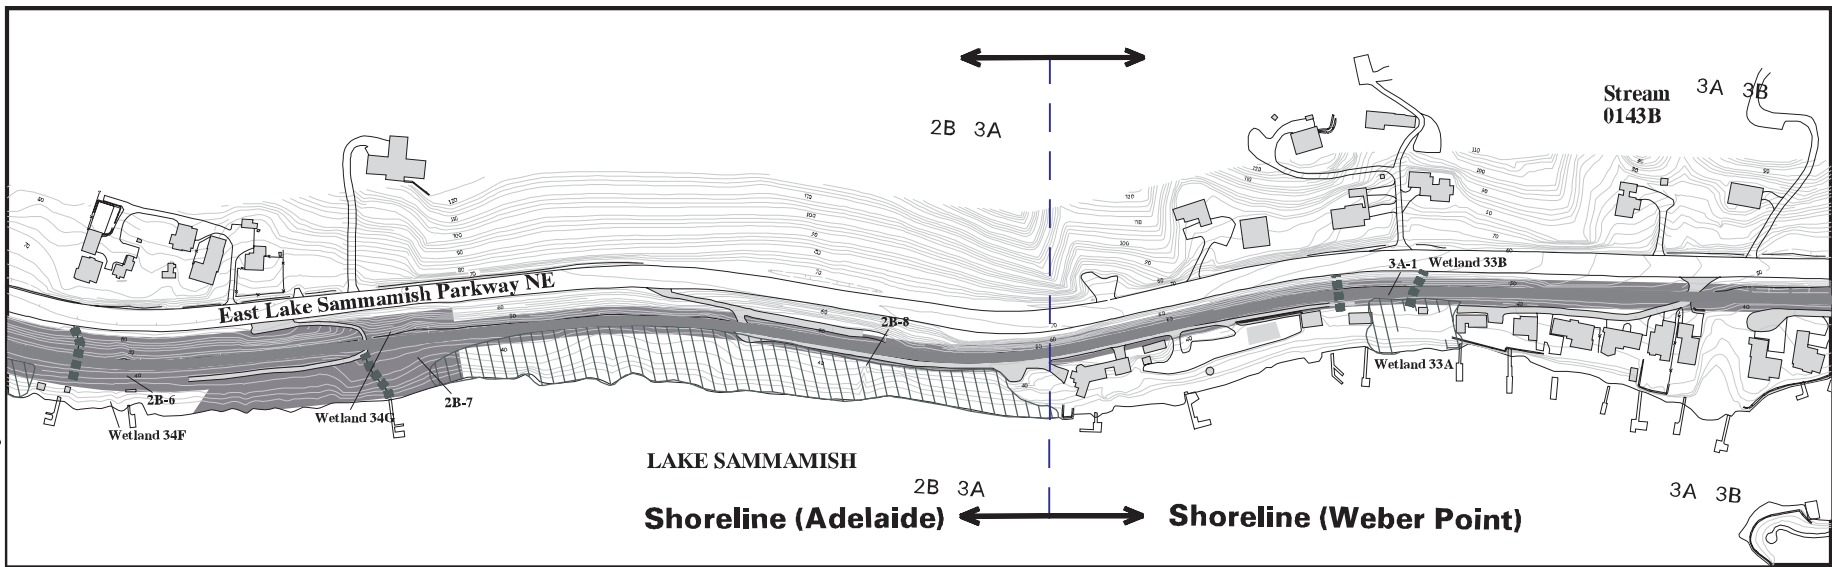 Stream
0143B
3A 3B
2B 3A
East Lake Sammamish Parkway NE
3A-1
Wetland 33B
2B-8
Wetland 33A
2B-6
2B-7
Wetland 34G
Wetland 34F
LAKE SAMMAMISH
2B 3A
3A 3B
Shoreline (Adelaide)
Shoreline (Weber Point)